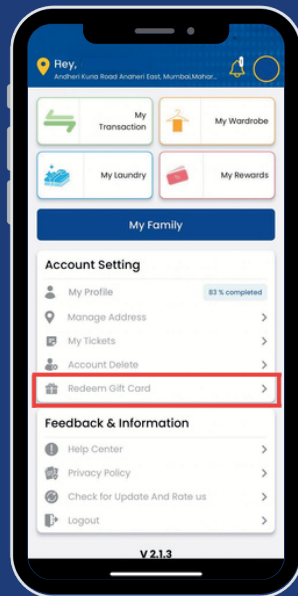 Hey,
Andheri Kurla Road Andheri East, Mumbai,Mahar...
My
Transaction
My Wardrobe
My Laundry
My Rewards
My Family
Account Setting
My Profile
83 % completed
Manage Address
My Tickets
Account Delete
Redeem Gift Card
Feedback & Information
Help Center
Privacy Policy
Check for Update And Rate us
Logout
V 2.1.3